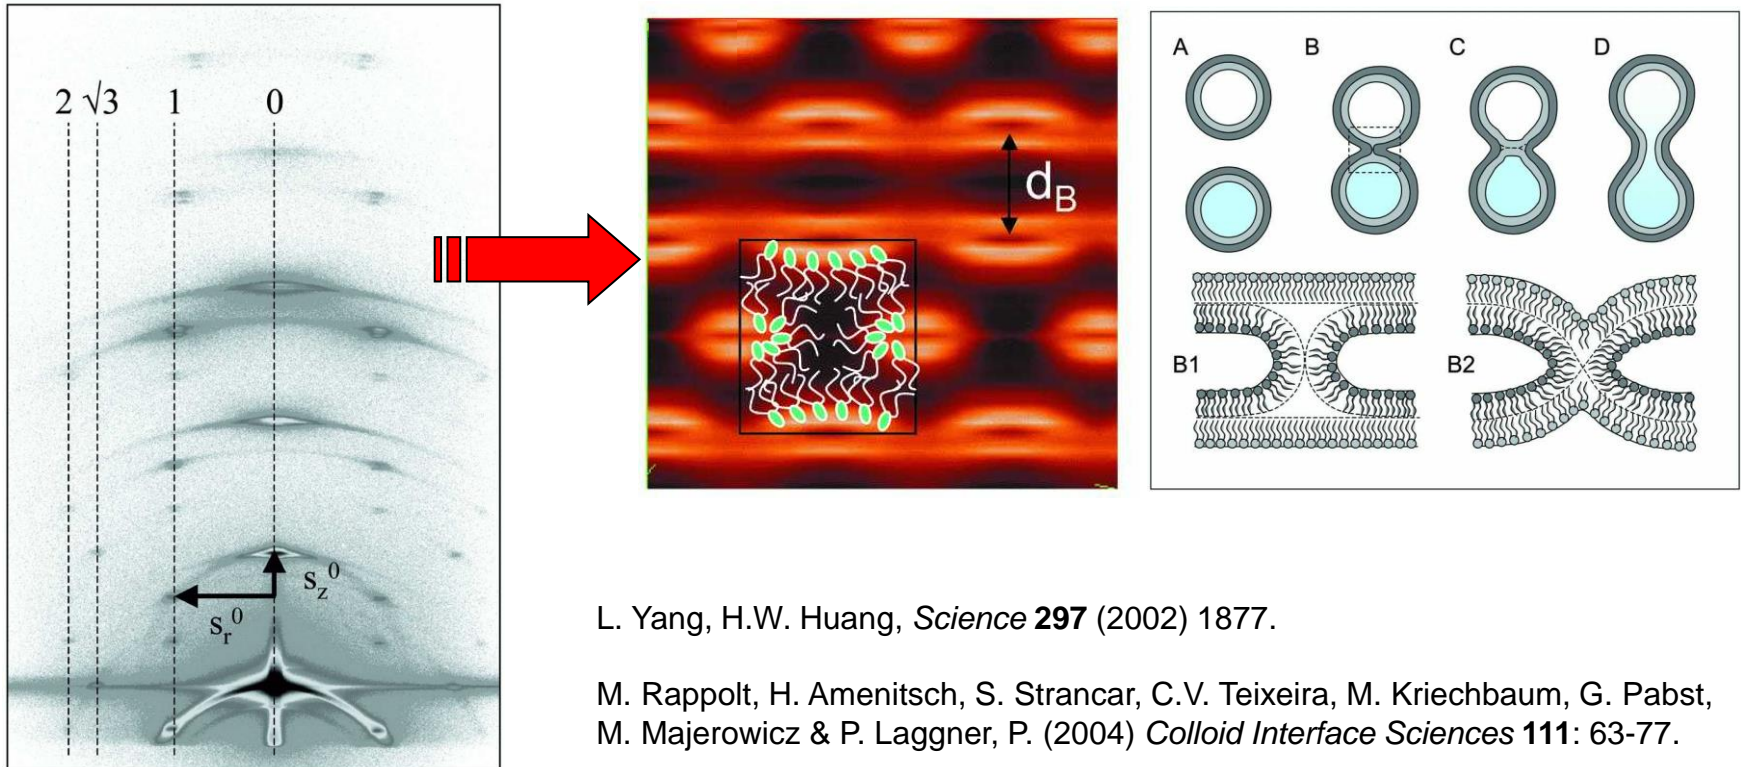 2 √3 1 0
s_z^0
s_r^0
d_B
A B C D
B1 B2
L. Yang, H.W. Huang, Science 297 (2002) 1877.
M. Rappolt, H. Amenitsch, S. Strancar, C.V. Teixeira, M. Kriechbaum, G. Pabst,
M. Majerowicz & P. Laggner, P. (2004) Colloid Interface Sciences 111: 63-77.